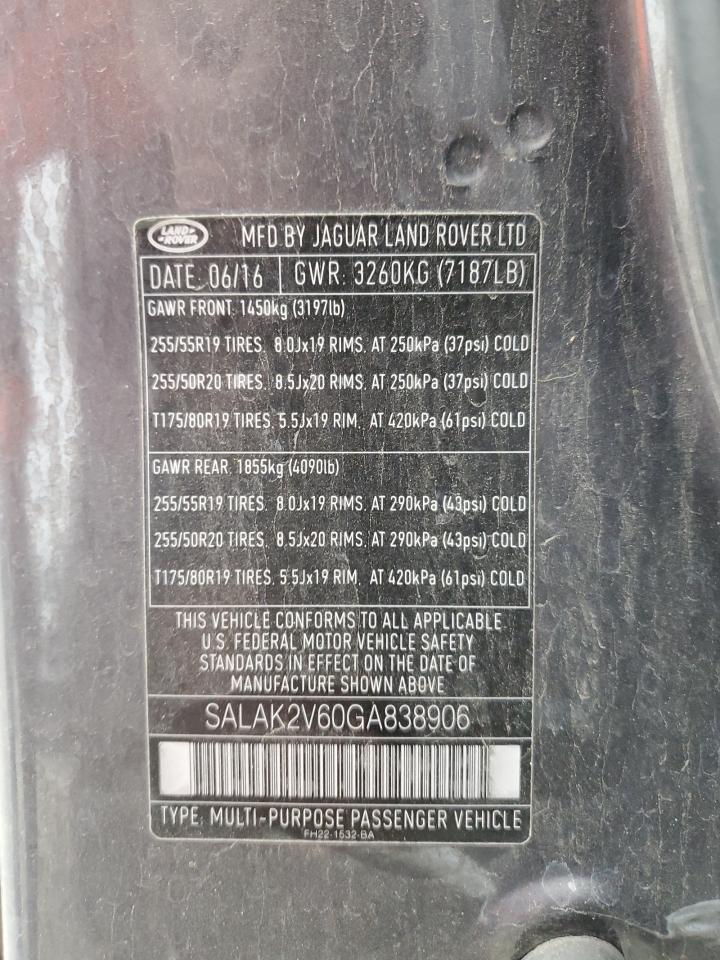 LAND ROVER MFD BY JAGUAR LAND ROVER LTD
DATE: 06/16 GWR: 3260KG (7187LB)
GAWR FRONT: 1450kg (3197lb)
255/55R19 TIRES, 8.0Jx19 RIMS, AT 250kPa (37psi) COLD
255/50R20 TIRES, 8.5Jx20 RIMS, AT 250kPa (37psi) COLD
T175/80R19 TIRES, 5.5Jx19 RIM, AT 420kPa (61psi) COLD
GAWR REAR: 1855kg (4090lb)
255/55R19 TIRES, 8.0Jx19 RIMS, AT 290kPa (43psi) COLD
255/50R20 TIRES, 8.5Jx20 RIMS, AT 290kPa (43psi) COLD
T175/80R19 TIRES, 5.5Jx19 RIM, AT 420kPa (61psi) COLD
THIS VEHICLE CONFORMS TO ALL APPLICABLE
U.S. FEDERAL MOTOR VEHICLE SAFETY
STANDARDS IN EFFECT ON THE DATE OF
MANUFACTURE SHOWN ABOVE
SALAK2V60GA838906
TYPE: MULTI-PURPOSE PASSENGER VEHICLE
FH22-1532-BA